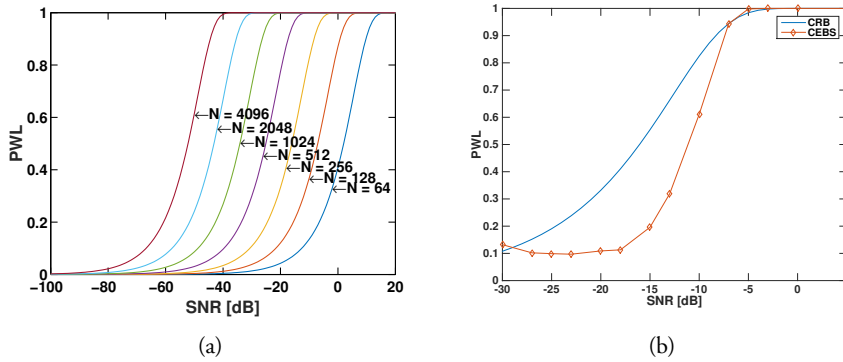 1
0.8
0.6
0.4
0.2
0
PWL
←N = 4096
←N = 2048
←N = 1024
←N = 512
←N = 256
←N = 128
←N = 64
−100 −80 −60 −40 −20 0 20
SNR [dB]
(a)
1
0.9
0.8
0.7
0.6
0.5
0.4
0.3
0.2
0.1
0
PWL
CRB
CEBS
-30 -25 -20 -15 -10 -5 0
SNR [dB]
(b)